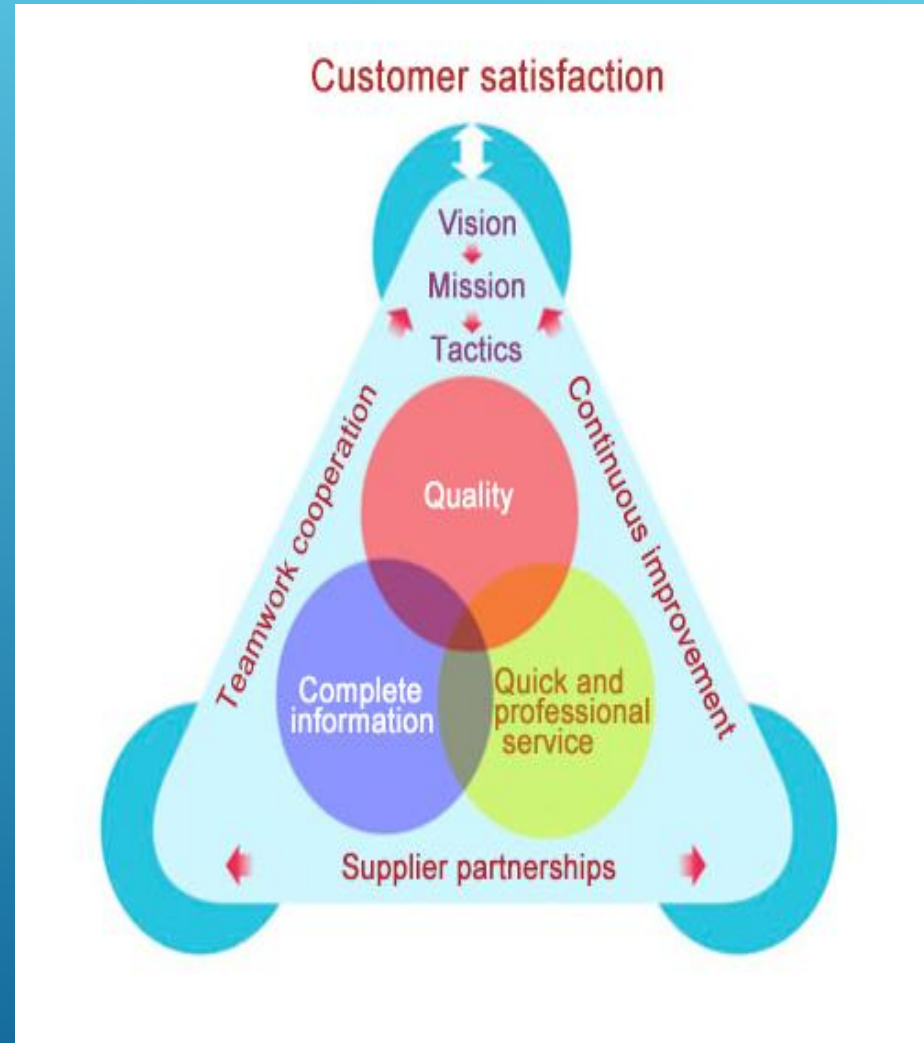 Customer satisfaction
Vision
Mission
Tactics
Teamwork cooperation
Continuous improvement
Quality
Complete
information
Quick and
professional
service
Supplier partnerships